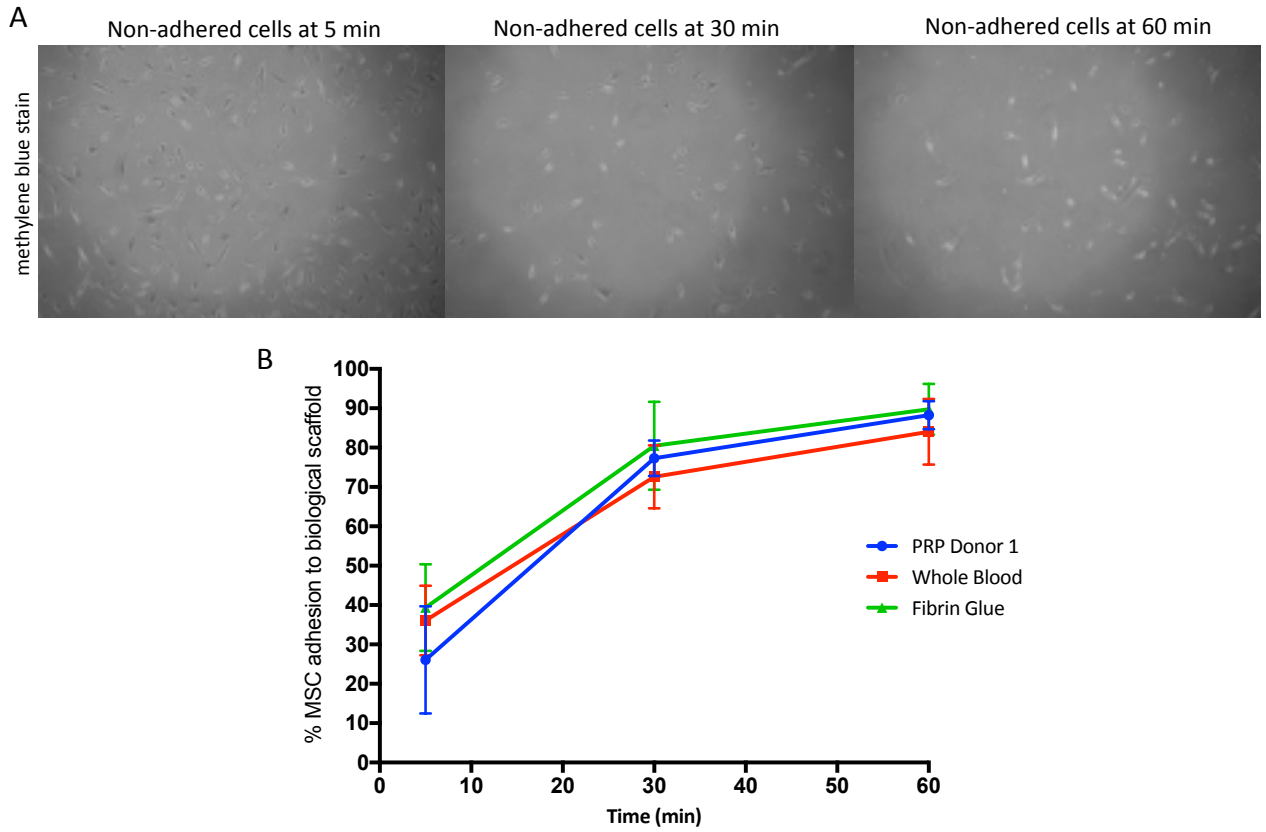 A
Non-adhered cells at 5 min
Non-adhered cells at 30 min
Non-adhered cells at 60 min
methylene blue stain
B
% MSC adhesion to biological scaffold
100
90
80
70
60
50
40
30
20
10
0
0 10 20 30 40 50 60
Time (min)
PRP Donor 1
Whole Blood
Fibrin Glue